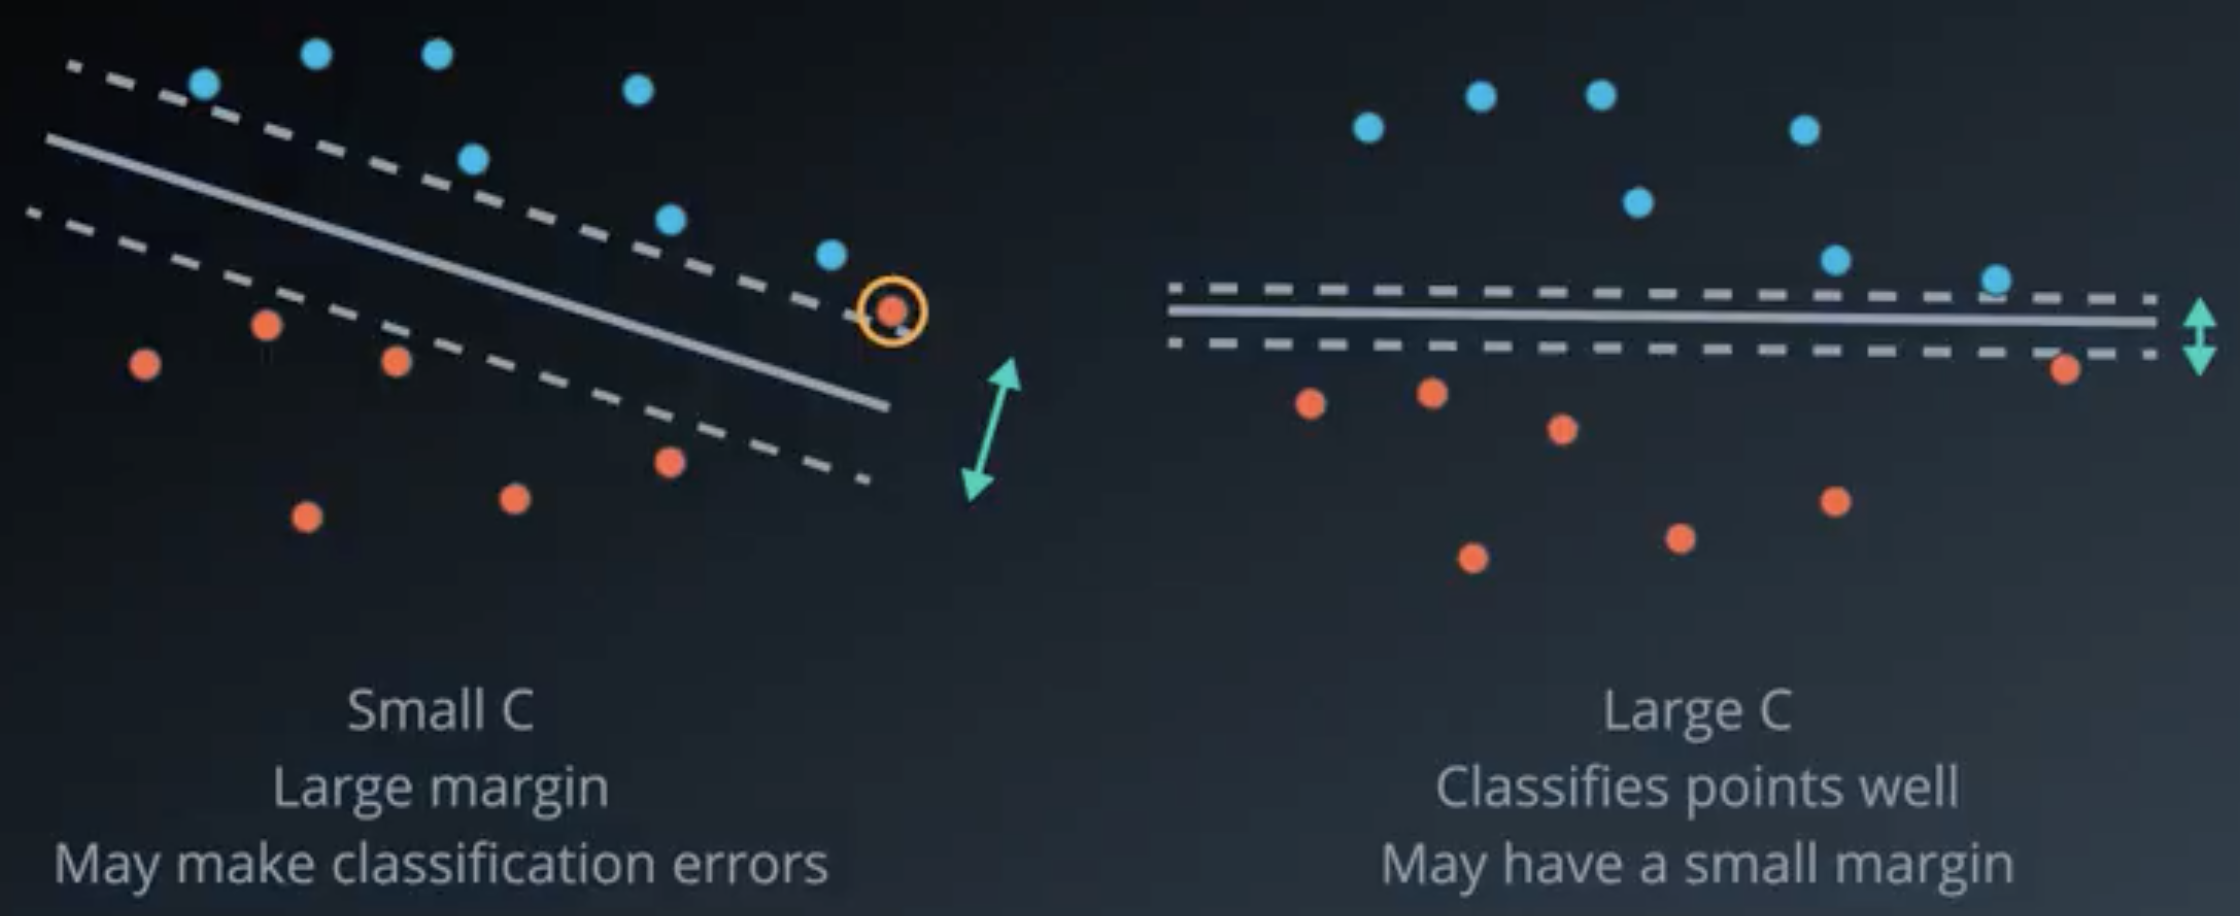 Small C
Large margin
May make classification errors
Large C
Classifies points well
May have a small margin